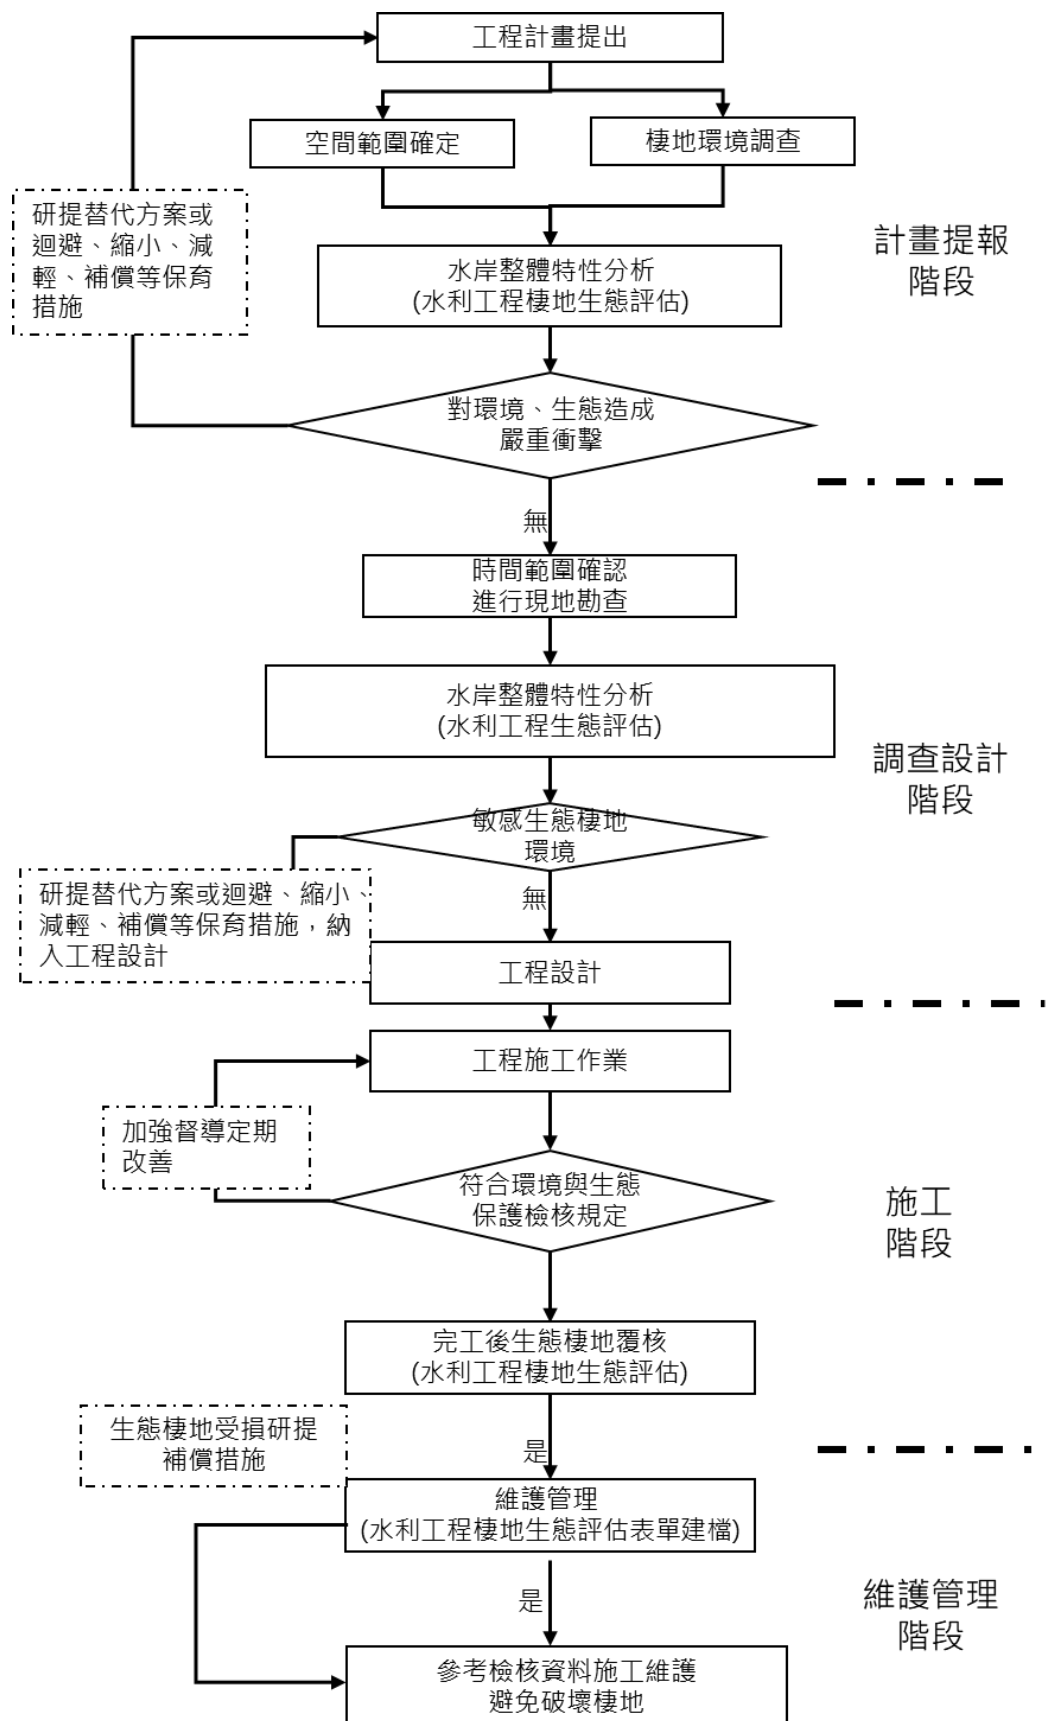 工程計畫提出
空間範圍確定
棲地環境調查
研提替代方案或
迴避、縮小、減
輕、補償等保育
措施
水岸整體特性分析
(水利工程棲地生態評估)
計畫提報
階段
對環境、生態造成
嚴重衝擊
無
時間範圍確認
進行現地勘查
水岸整體特性分析
(水利工程生態評估)
調查設計
階段
敏感生態棲地
環境
研提替代方案或迴避、縮小、
減輕、補償等保育措施，納
入工程設計
無
工程設計
工程施工作業
加強督導定期
改善
符合環境與生態
保護檢核規定
施工
階段
完工後生態棲地覆核
(水利工程棲地生態評估)
生態棲地受損研提
補償措施
是
維護管理
(水利工程棲地生態評估表單建檔)
是
維護管理
階段
參考檢核資料施工維護
避免破壞棲地